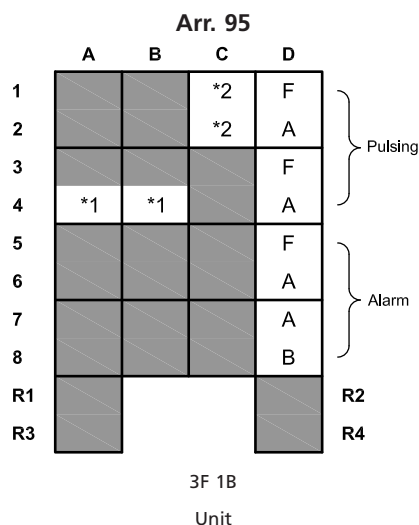 Arr. 95
A B C D
1 *2 F
2 *2 A
3 F
Pulsing
4 *1 *1 A
5 F
6 A
Alarm
7 A
8 B
R1 R2
R3 R4
3F 1B
Unit